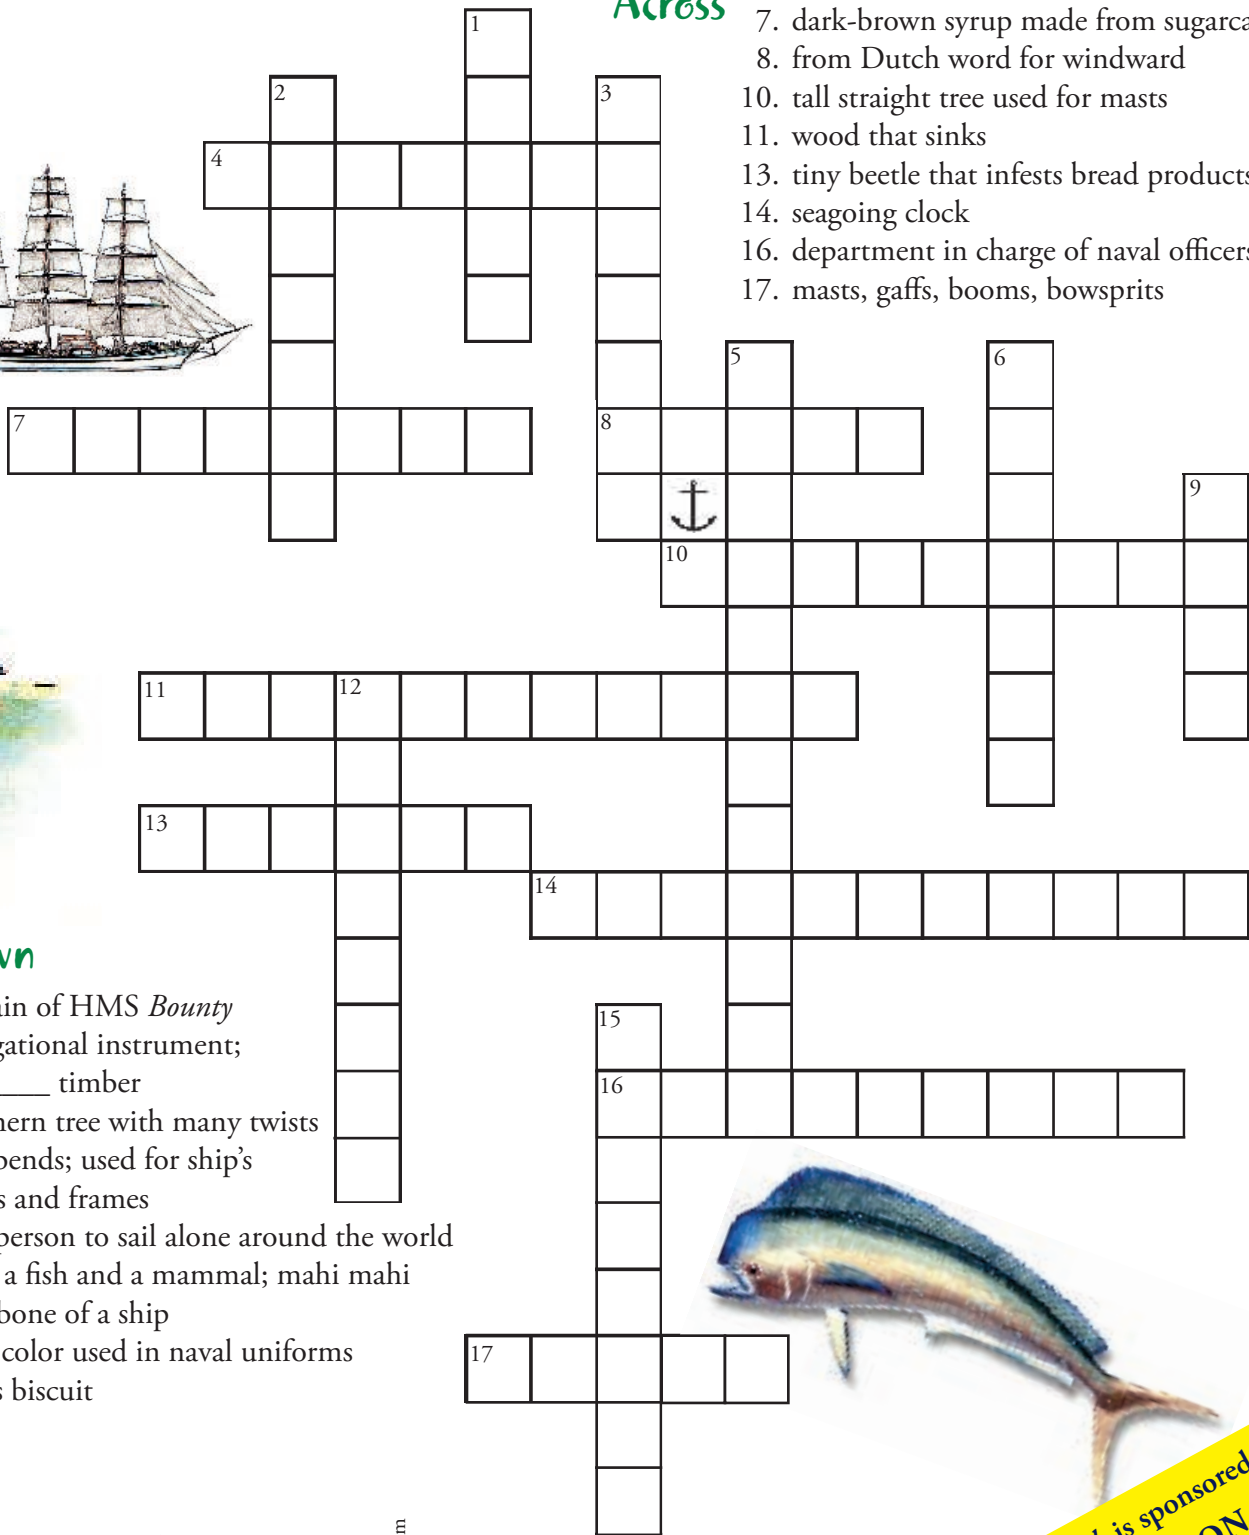 Across
7. dark-brown syrup made from sugarca
8. from Dutch word for windward
10. tall straight tree used for masts
11. wood that sinks
13. tiny beetle that infests bread products
14. seagoing clock
16. department in charge of naval officers
17. masts, gaffs, booms, bowsprits
1
2
3
4
5
6
7
8
9
10
11
12
13
14
15
16
17
wn
ain of HMS Bounty
gational instrument;
____ timber
hern tree with many twists
bends; used for ship's
s and frames
person to sail alone around the world
a fish and a mammal; mahi mahi
bone of a ship
color used in naval uniforms
s biscuit
m
is sponsored
ON